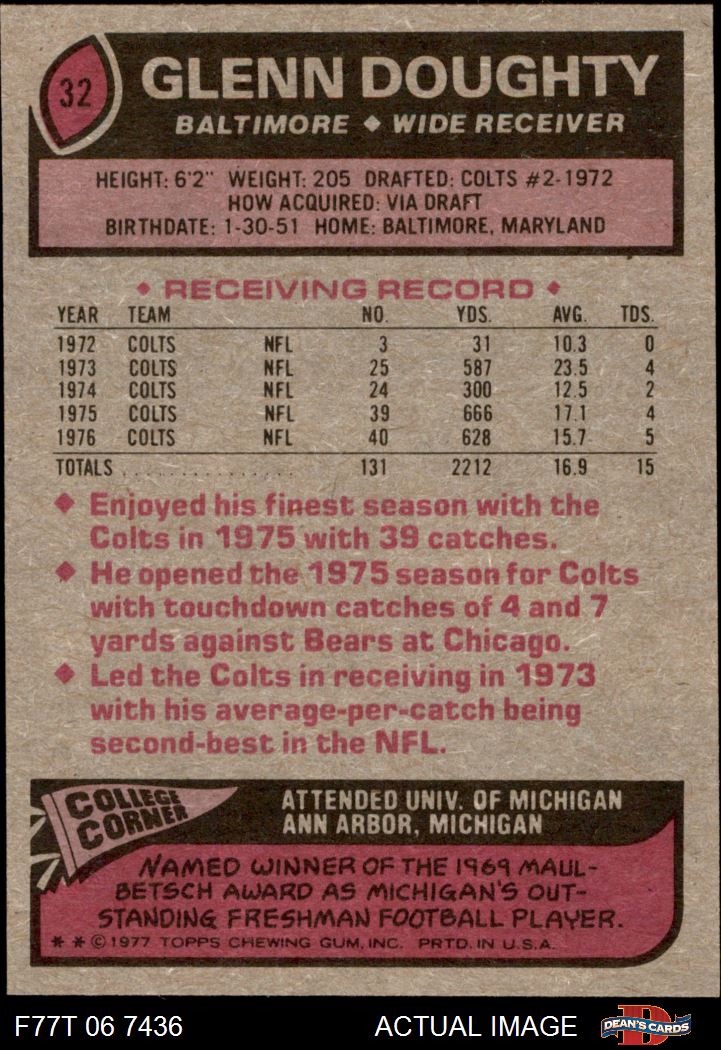 32
GLENN DOUGHTY
BALTIMORE ◆ WIDE RECEIVER
HEIGHT: 6'2" WEIGHT: 205 DRAFTED: COLTS #2-1972
HOW ACQUIRED: VIA DRAFT
BIRTHDATE: 1-30-51 HOME: BALTIMORE, MARYLAND
◆ RECEIVING RECORD ◆
YEAR TEAM NO. YDS. AVG. TDS.
1972 COLTS NFL 3 31 10.3 0
1973 COLTS NFL 25 587 23.5 4
1974 COLTS NFL 24 300 12.5 2
1975 COLTS NFL 39 666 17.1 4
1976 COLTS NFL 40 628 15.7 5
TOTALS . . . . . . . . . . . . . . . . 131 2212 16.9 15
◆ Enjoyed his finest season with the
Colts in 1975 with 39 catches.
◆ He opened the 1975 season for Colts
with touchdown catches of 4 and 7
yards against Bears at Chicago.
◆ Led the Colts in receiving in 1973
with his average-per-catch being
second-best in the NFL.
COLLEGE
CORNER
ATTENDED UNIV. OF MICHIGAN
ANN ARBOR, MICHIGAN
NAMED WINNER OF THE 1969 MAUL-
BETSCH AWARD AS MICHIGAN'S OUT-
STANDING FRESHMAN FOOTBALL PLAYER.
* * © 1977 TOPPS CHEWING GUM, INC. PRTD. IN U.S.A.
F77T 06 7436 ACTUAL IMAGE D DEAN'S CARDS